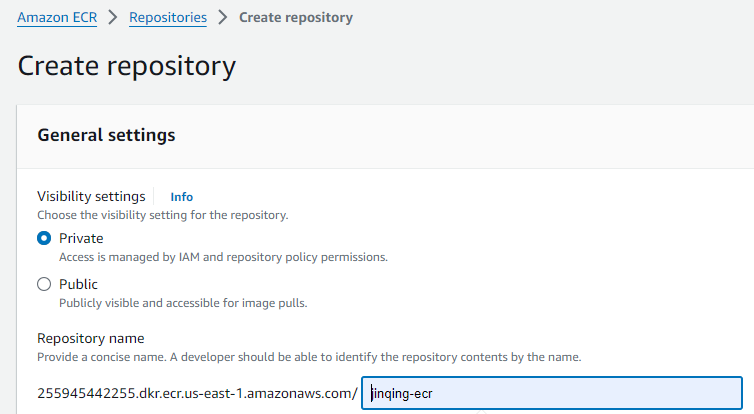 Amazon ECR > Repositories > Create repository
Create repository
General settings
Visibility settings Info
Choose the visibility setting for the repository.
Private
Access is managed by IAM and repository policy permissions.
Public
Publicly visible and accessible for image pulls.
Repository name
Provide a concise name. A developer should be able to identify the repository contents by the name.
255945442255.dkr.ecr.us-east-1.amazonaws.com/ jinqing-ecr